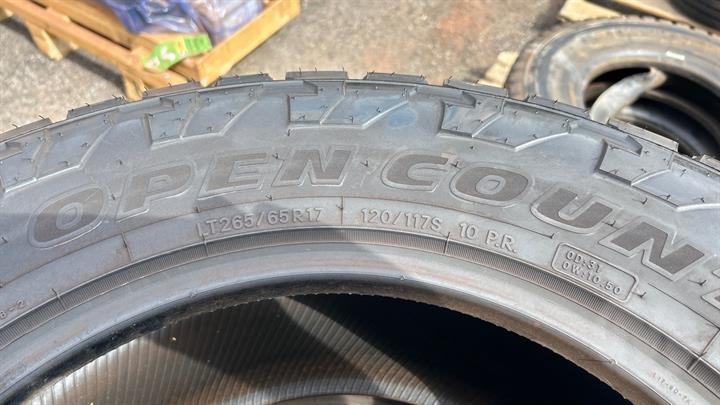 OPEN COUN
LT265/65R17 120/117S 10 P.R.
OD:31
OW:10.50